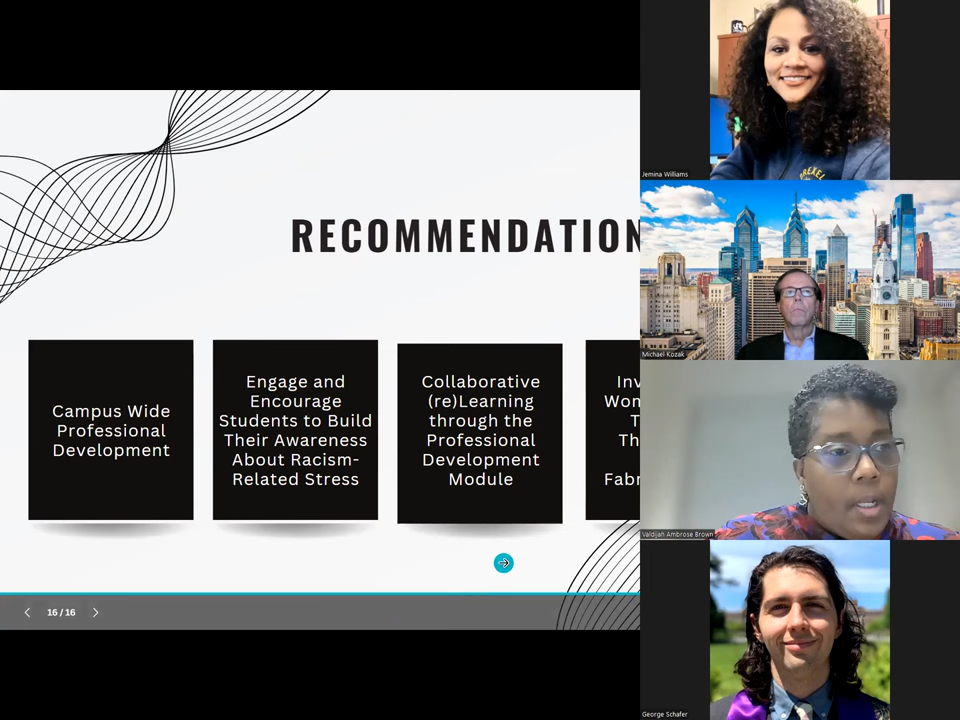 RECOMMENDATION
Campus Wide
Professional
Development
Engage and
Encourage
Students to Build
Their Awareness
About Racism-
Related Stress
Collaborative
(re)Learning
through the
Professional
Development
Module
16 / 16
Jemina Williams
DREXEL
Michael Kozak
Valdijah Ambrose Brown
George Schafer